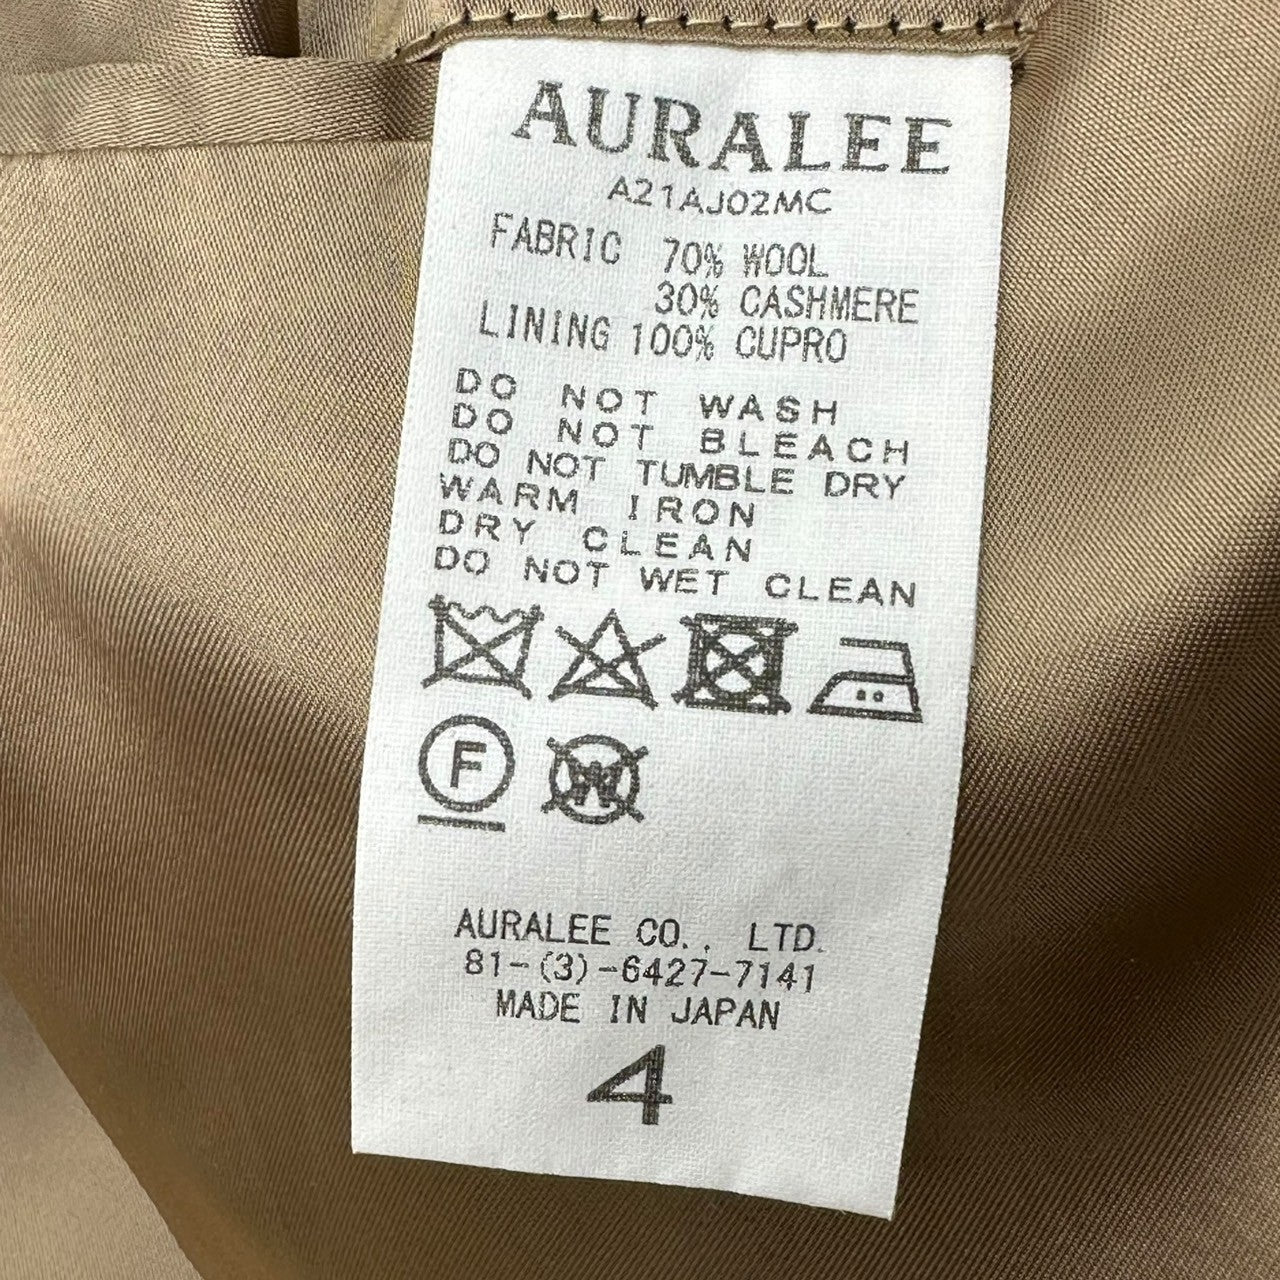 AURALEE
A21AJ02MC
FABRIC 70% WOOL
30% CASHMERE
LINING 100% CUPRO
DO NOT WASH
DO NOT BLEACH
DO NOT TUMBLE DRY
WARM IRON
DRY CLEAN
DO NOT WET CLEAN
F W
AURALEE CO., LTD.
81-(3)-6427-7141
MADE IN JAPAN
4